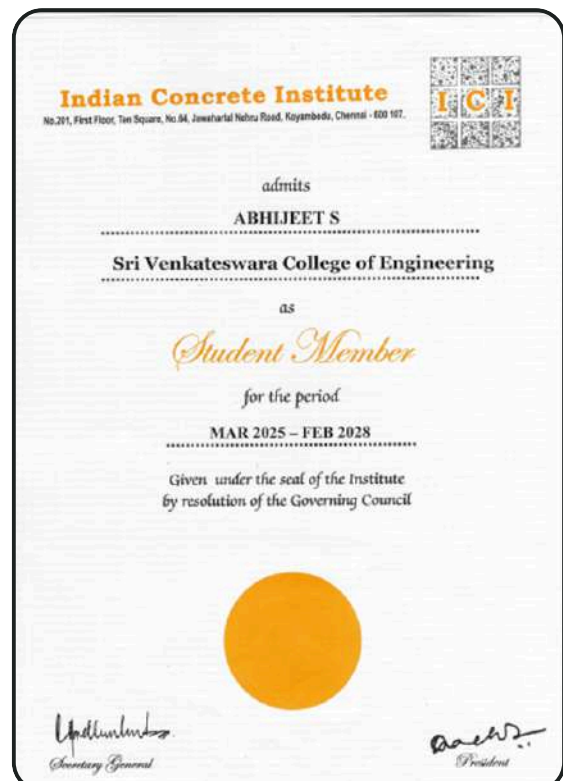 Indian Concrete Institute
No.201, First Floor, Ten Square, No.64, Jawaharlal Nehru Road, Koyambedu, Chennai - 600 107.
ICI
admits
ABHIJEET S
Sri Venkateswara College of Engineering
as
Student Member
for the period
MAR 2025 – FEB 2028
Given under the seal of the Institute
by resolution of the Governing Council
Secretary General
President